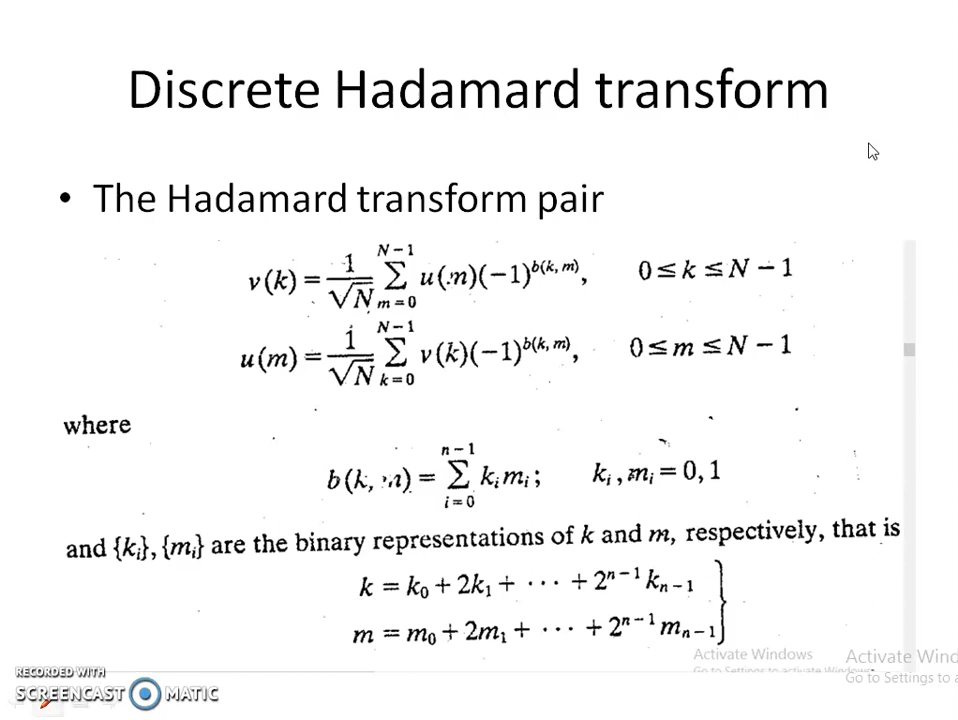 Discrete Hadamard transform
• The Hadamard transform pair
v(k) = 1/√N Σ_{m=0}^{N−1} u(m)(−1)^{b(k, m)}, 0 ≤ k ≤ N − 1
u(m) = 1/√N Σ_{k=0}^{N−1} v(k)(−1)^{b(k, m)}, 0 ≤ m ≤ N − 1
where
b(k, m) = Σ_{i=0}^{n−1} k_i m_i; k_i, m_i = 0, 1
and {k_i}, {m_i} are the binary representations of k and m, respectively, that is
k = k_0 + 2k_1 + ··· + 2^{n−1} k_{n−1}
m = m_0 + 2m_1 + ··· + 2^{n−1} m_{n−1}
Activate Windows
Go to Settings to activate Windows.
Activate Wind
Go to Settings to a
RECORDED WITH
SCREENCAST MATIC